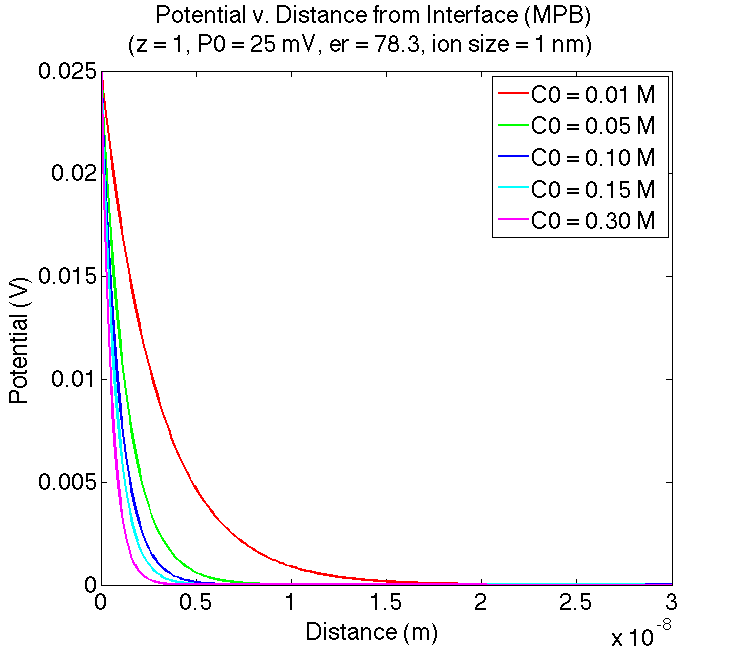 Potential v. Distance from Interface (MPB)
(z = 1, P0 = 25 mV, er = 78.3, ion size = 1 nm)
C0 = 0.01 M
C0 = 0.05 M
C0 = 0.10 M
C0 = 0.15 M
C0 = 0.30 M
Potential (V)
0.025
0.02
0.015
0.01
0.005
0
0 0.5 1 1.5 2 2.5 3
Distance (m)
x 10⁻⁸